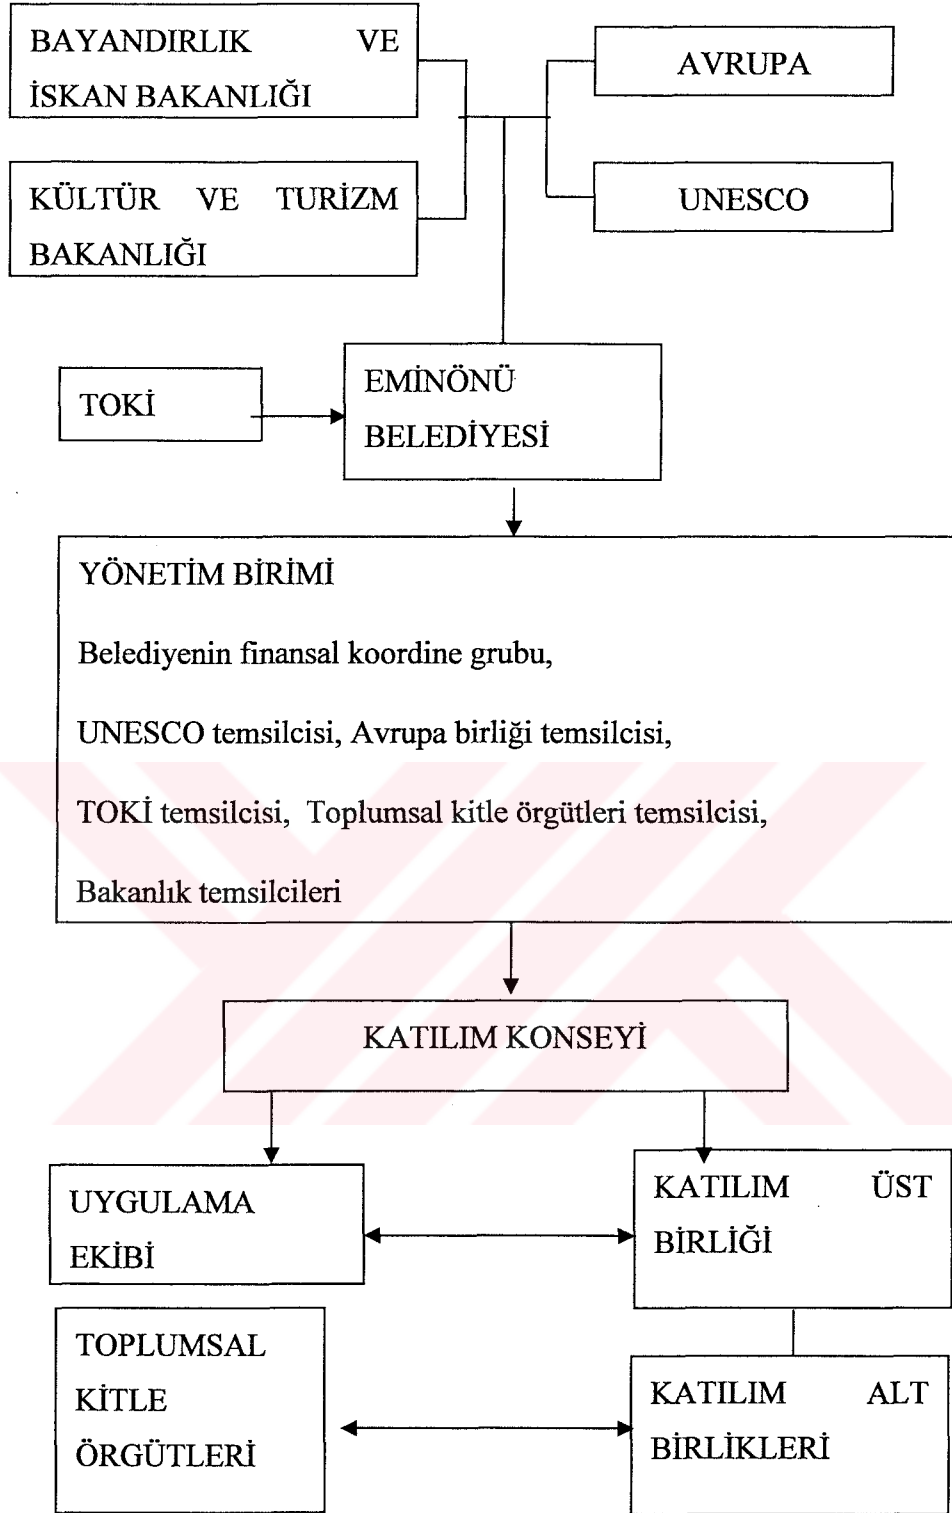 BAYANDIRLIK VE
İSKAN BAKANLIĞI
AVRUPA
KÜLTÜR VE TURİZM
BAKANLIĞI
UNESCO
TOKİ
EMİNÖNÜ
BELEDİYESİ
YÖNETİM BİRİMİ
Belediyenin finansal koordine grubu,
UNESCO temsilcisi, Avrupa birliği temsilcisi,
TOKİ temsilcisi, Toplumsal kitle örgütleri temsilcisi,
Bakanlık temsilcileri
KATILIM KONSEYİ
UYGULAMA
EKİBİ
KATILIM ÜST
BİRLİĞİ
TOPLUMSAL
KİTLE
ÖRGÜTLERİ
KATILIM ALT
BİRLİKLERİ